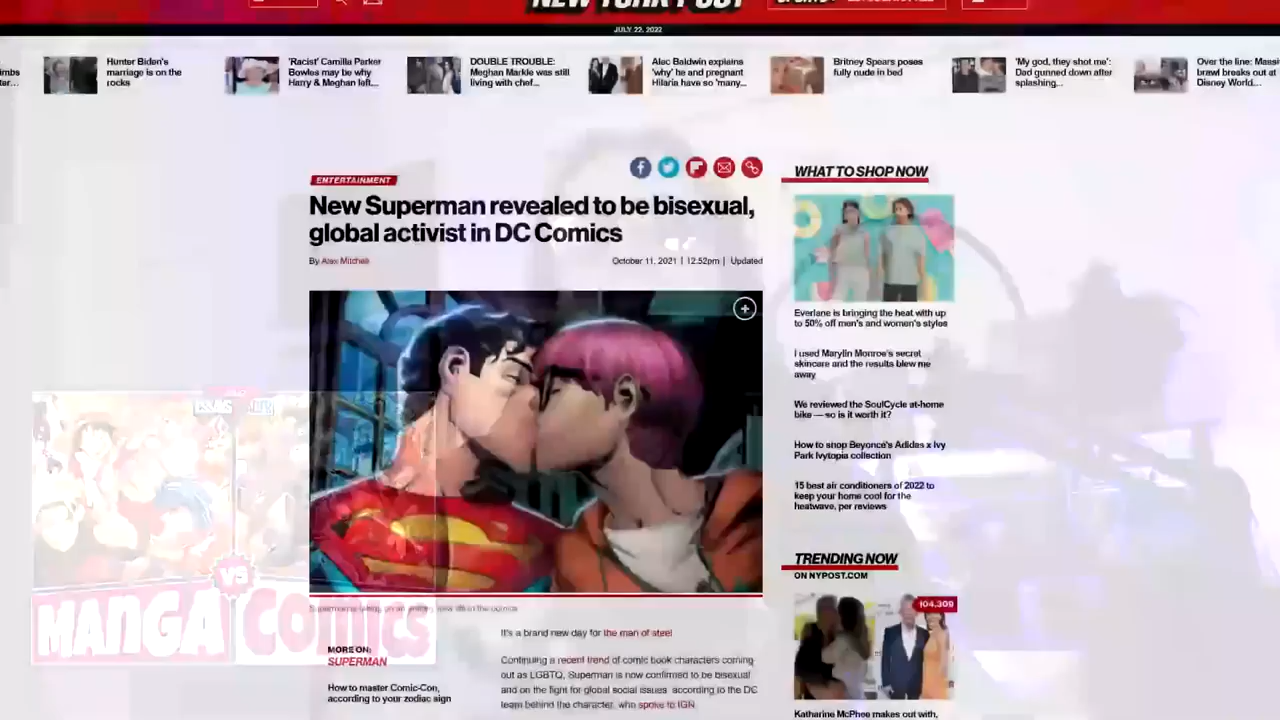 NEW YORK POST
JULY 22, 2022
Hunter Biden's
marriage is on the
rocks
'Racist' Camilla Parker
Bowles may be why
Harry & Meghan left...
DOUBLE TROUBLE:
Meghan Markle was still
living with chef...
Alec Baldwin explains
'why' he and pregnant
Hilaria have so 'many...
Britney Spears poses
fully nude in bed
'My god, they shot me':
Dad gunned down after
splashing...
Over the line: Massi
brawl breaks out at
Disney World...
ENTERTAINMENT
New Superman revealed to be bisexual,
global activist in DC Comics
By Alex Mitchell
October 11, 2021 | 12:52pm | Updated
MORE ON:
SUPERMAN
How to master Comic-Con,
according to your zodiac sign
It's a brand new day for the man of steel
Continuing a recent trend of comic book characters coming
out as LGBTQ, Superman is now confirmed to be bisexual
and on the fight for global social issues according to the DC
team behind the character, who spoke to IGN.
WHAT TO SHOP NOW
Everlane is bringing the heat with up
to 50% off men's and women's styles
I used Marylin Monroe's secret
skincare and the results blew me
away
We reviewed the SoulCycle at-home
bike — so is it worth it?
How to shop Beyoncé's Adidas x Ivy
Park Ivytopia collection
15 best air conditioners of 2022 to
keep your home cool for the
heatwave, per reviews
TRENDING NOW
ON NYPOST.COM
104,309
Katharine McPhee makes out with,
VS
MANGA COMICS